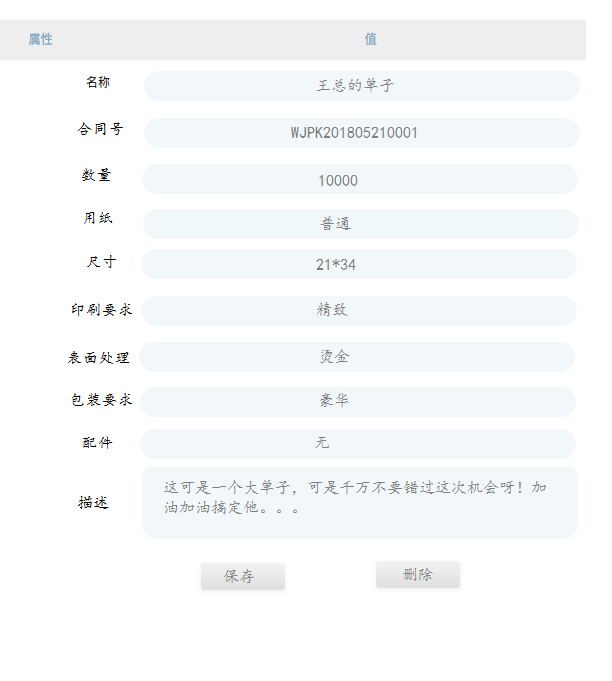 属性 值
名称 王总的单子
合同号 WJPK201805210001
数量 10000
用纸 普通
尺寸 21*34
印刷要求 精致
表面处理 烫金
包装要求 豪华
配件 无
描述 这可是一个大单子，可是千万不要错过这次机会呀！加
油加油搞定他。。。
保存 删除